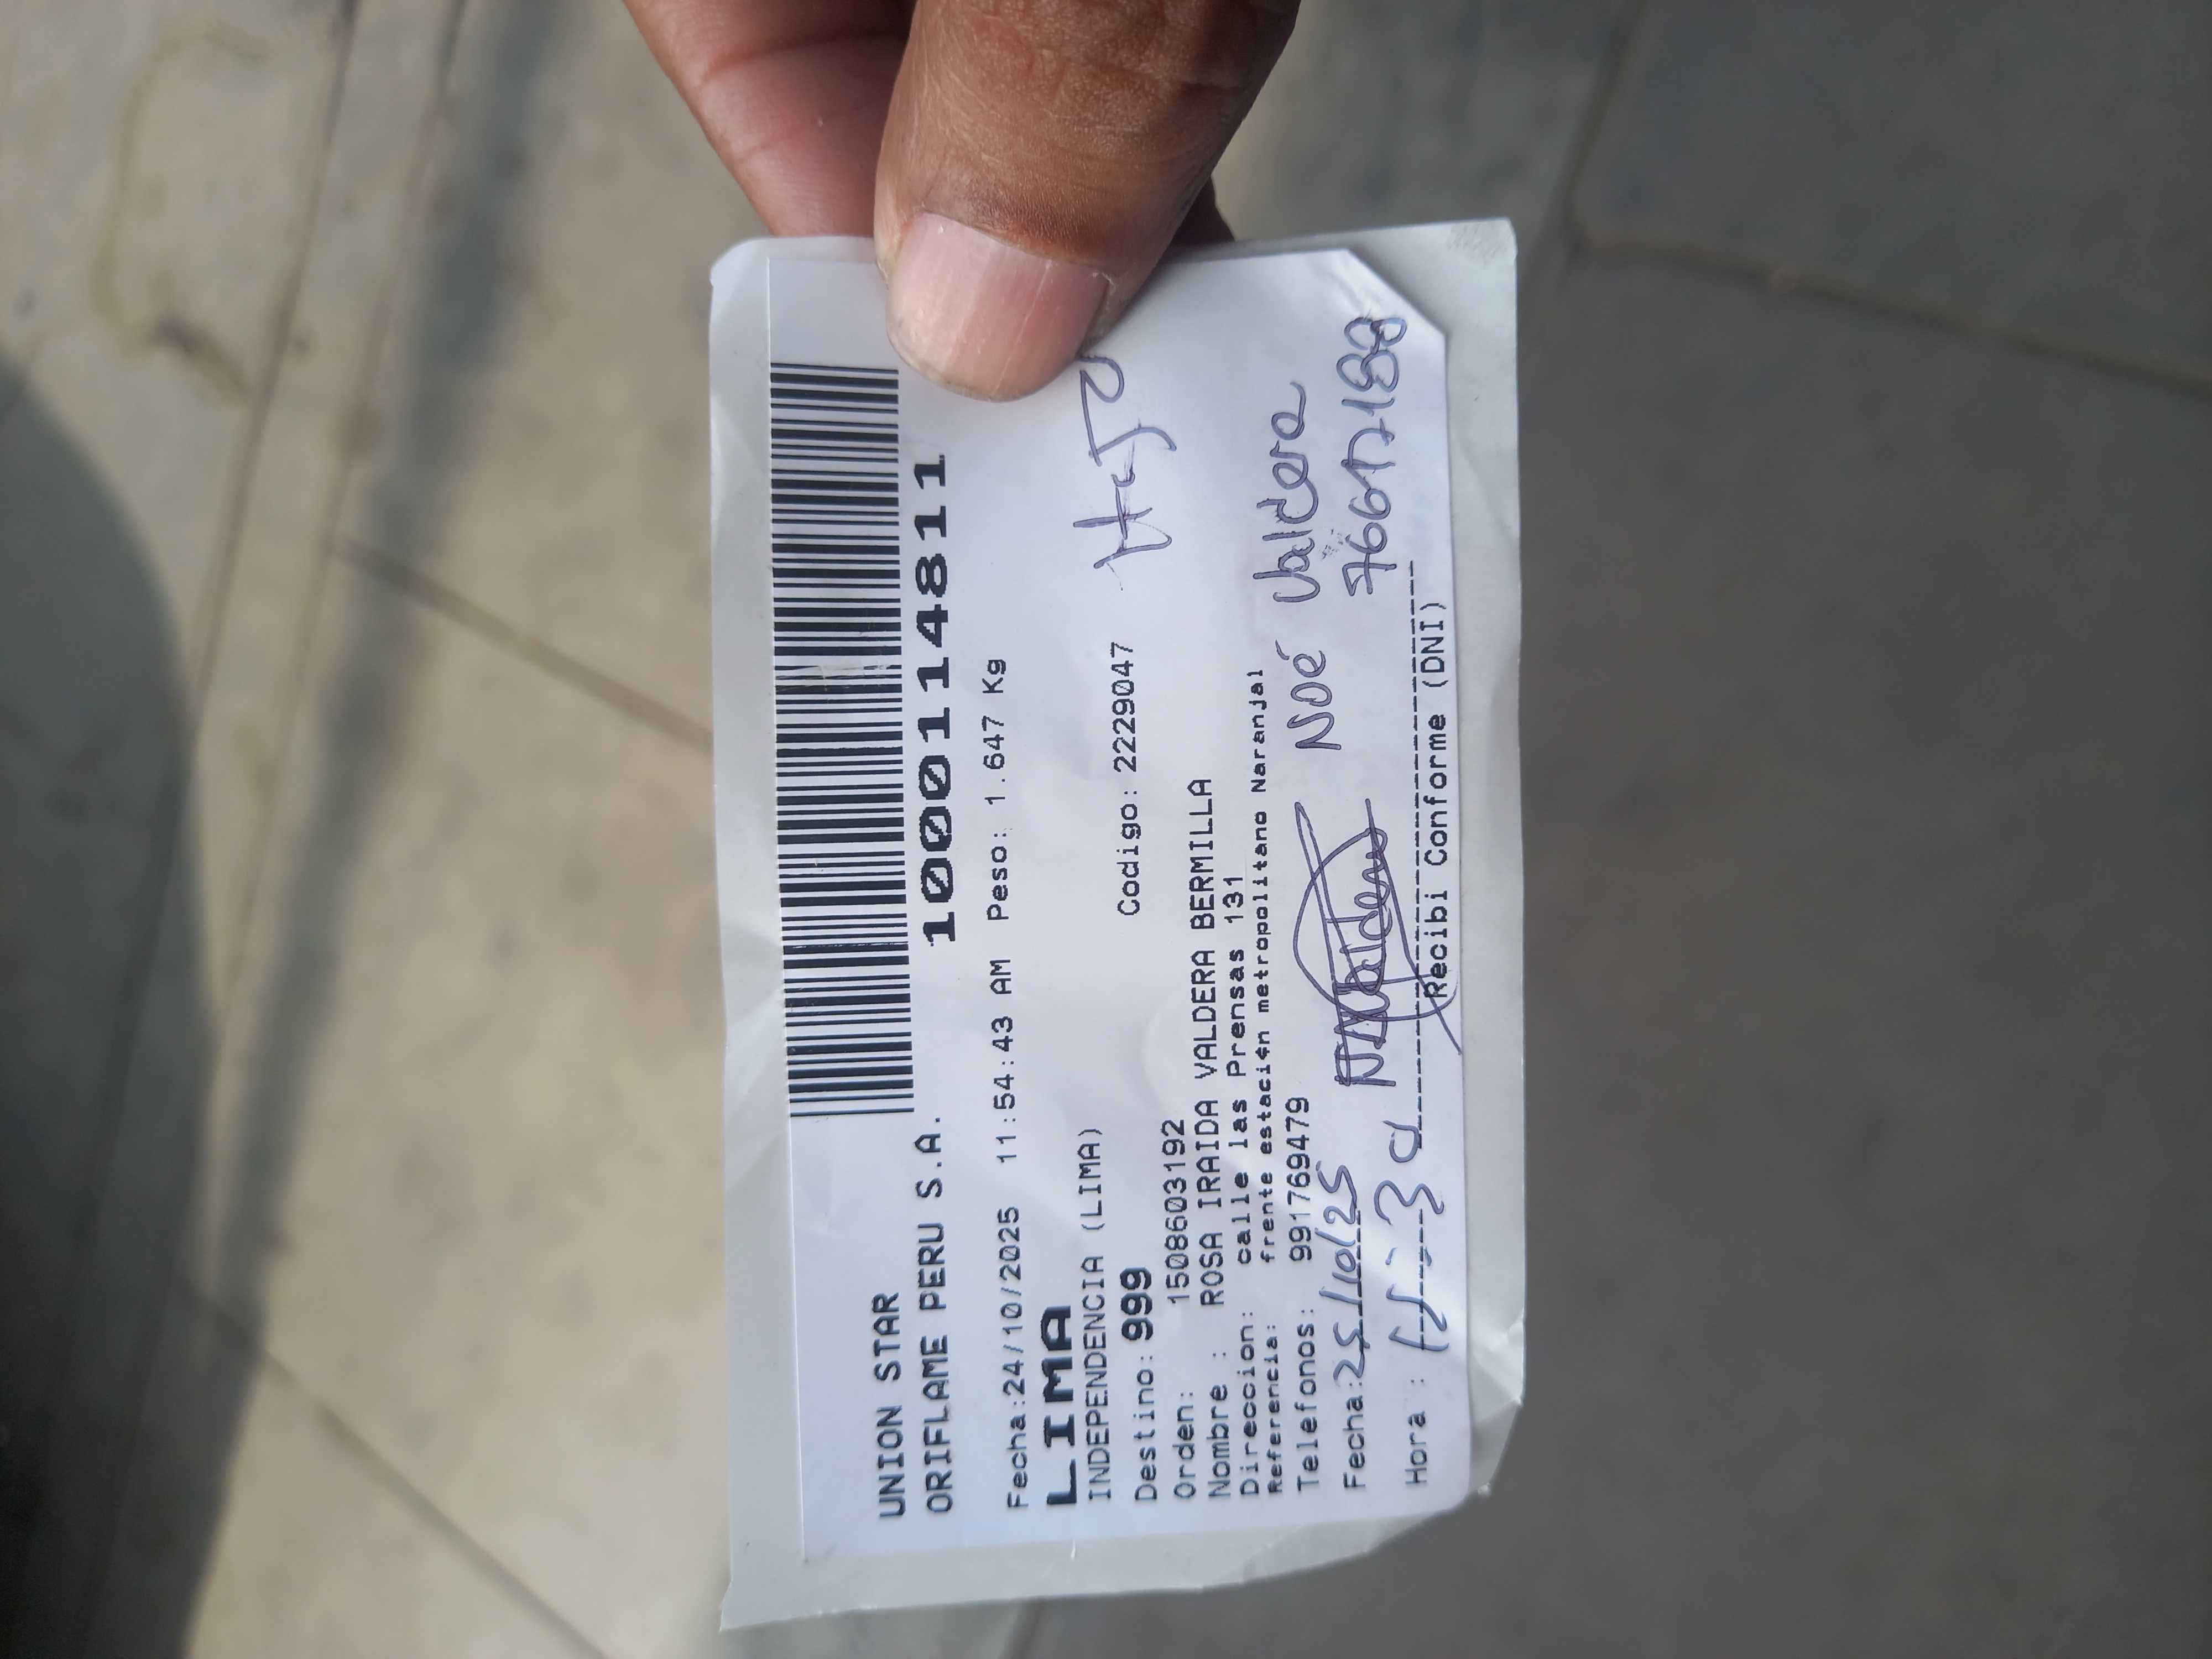 UNION STAR
ORIFLAME PERU S.A. 1000114811
Fecha:24/10/2025 11:54:43 AM Peso: 1.647 Kg
LIMA
INDEPENDENCIA (LIMA)
Destino: 999 Codigo: 2229047
Orden: 1508603192
Nombre : ROSA IRAIDA VALDERA BERMILLA
Direccion: calle las Prensas 131
Referencia: frente estación metropolitano Naranjal
Telefonos: 991769479
Fecha: 25/10/25 Noé Valdera
Hora : 76617188
Recibi Conforme (DNI)